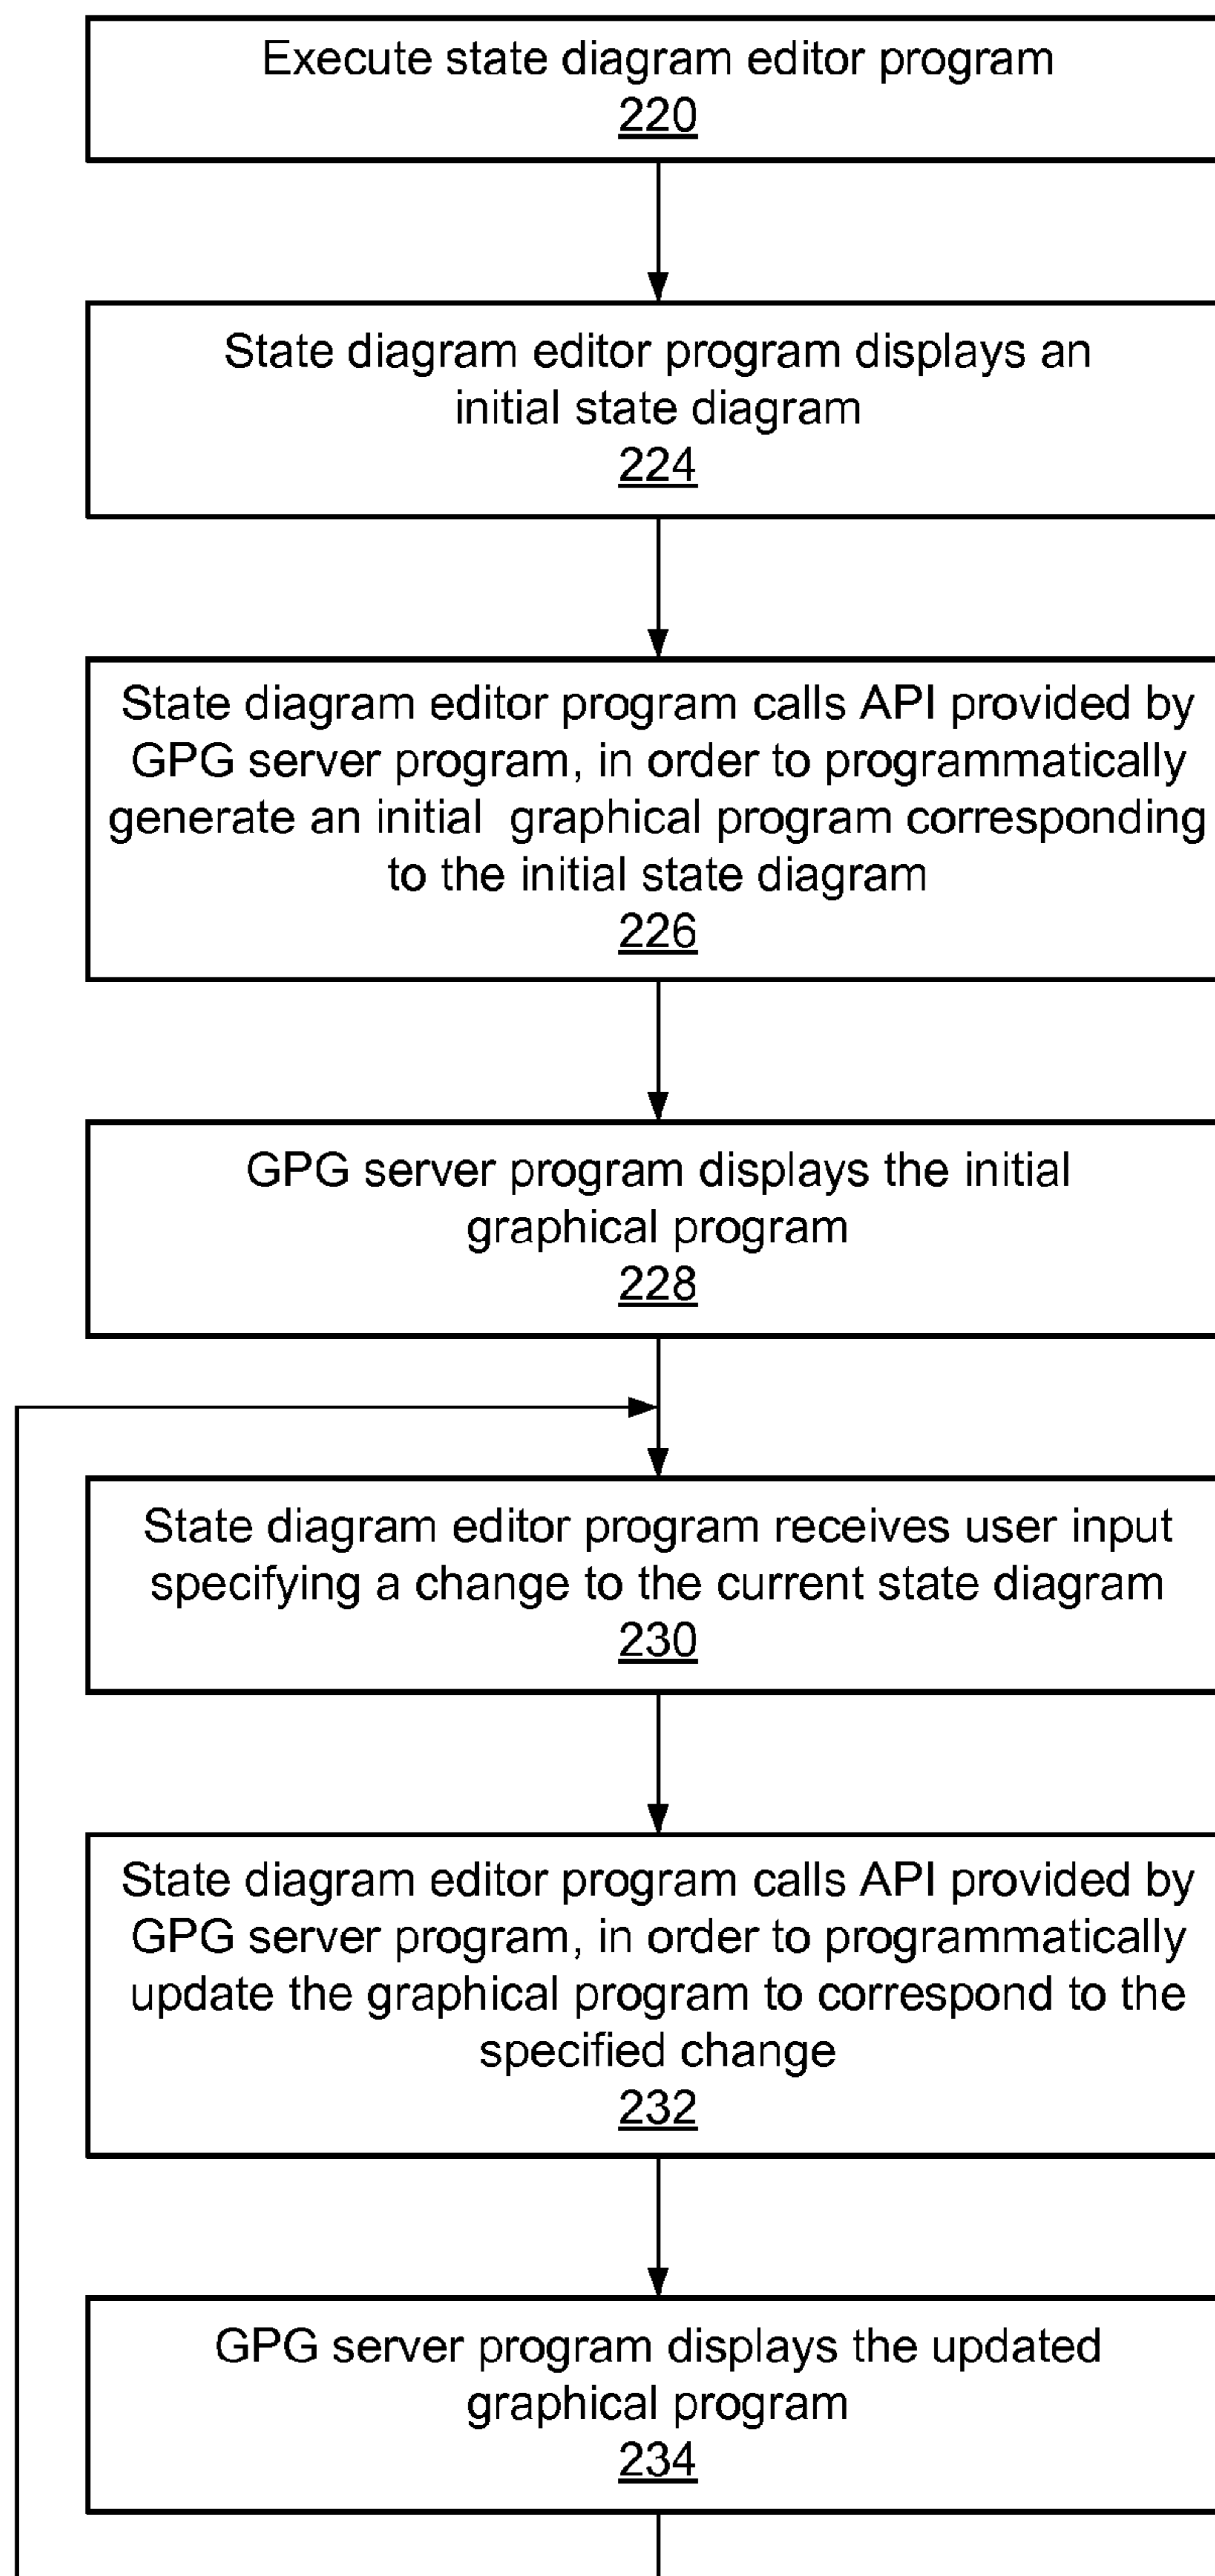 Execute state diagram editor program
220
State diagram editor program displays an
initial state diagram
224
State diagram editor program calls API provided by
GPG server program, in order to programmatically
generate an initial graphical program corresponding
to the initial state diagram
226
GPG server program displays the initial
graphical program
228
State diagram editor program receives user input
specifying a change to the current state diagram
230
State diagram editor program calls API provided by
GPG server program, in order to programmatically
update the graphical program to correspond to the
specified change
232
GPG server program displays the updated
graphical program
234